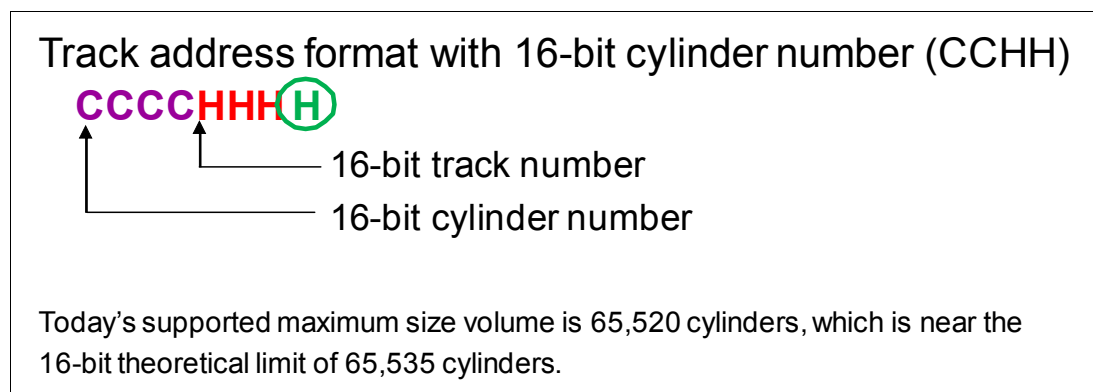 Track address format with 16-bit cylinder number (CCHH)
CCCCHHHH
16-bit track number
16-bit cylinder number
Today's supported maximum size volume is 65,520 cylinders, which is near the
16-bit theoretical limit of 65,535 cylinders.